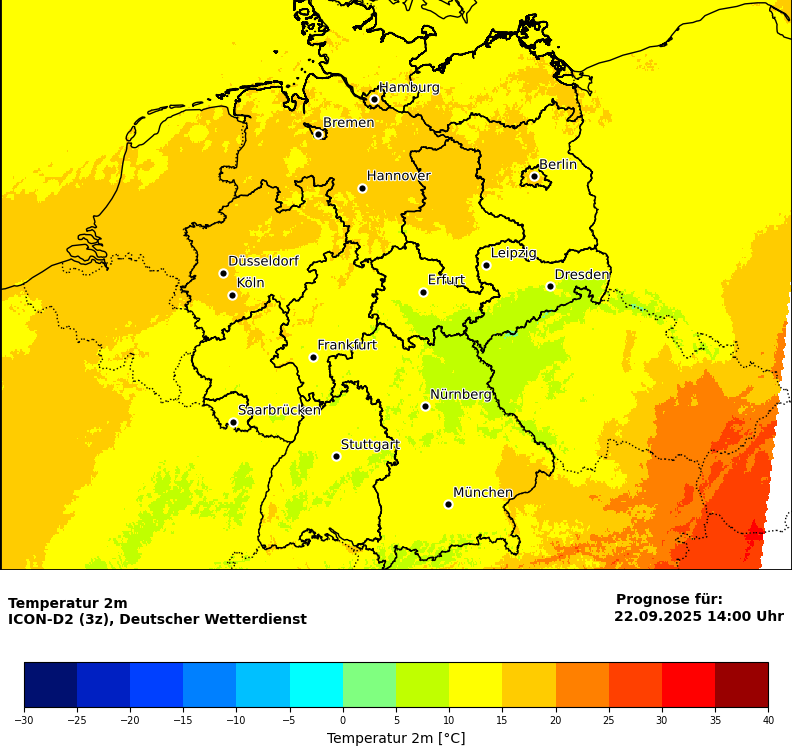 Hamburg
Bremen
Berlin
Hannover
Leipzig
Düsseldorf
Dresden
Köln
Erfurt
Frankfurt
Nürnberg
Saarbrücken
Stuttgart
München
Temperatur 2m
ICON-D2 (3z), Deutscher Wetterdienst
Prognose für:
22.09.2025 14:00 Uhr
−30 −25 −20 −15 −10 −5 0 5 10 15 20 25 30 35 40
Temperatur 2m [°C]